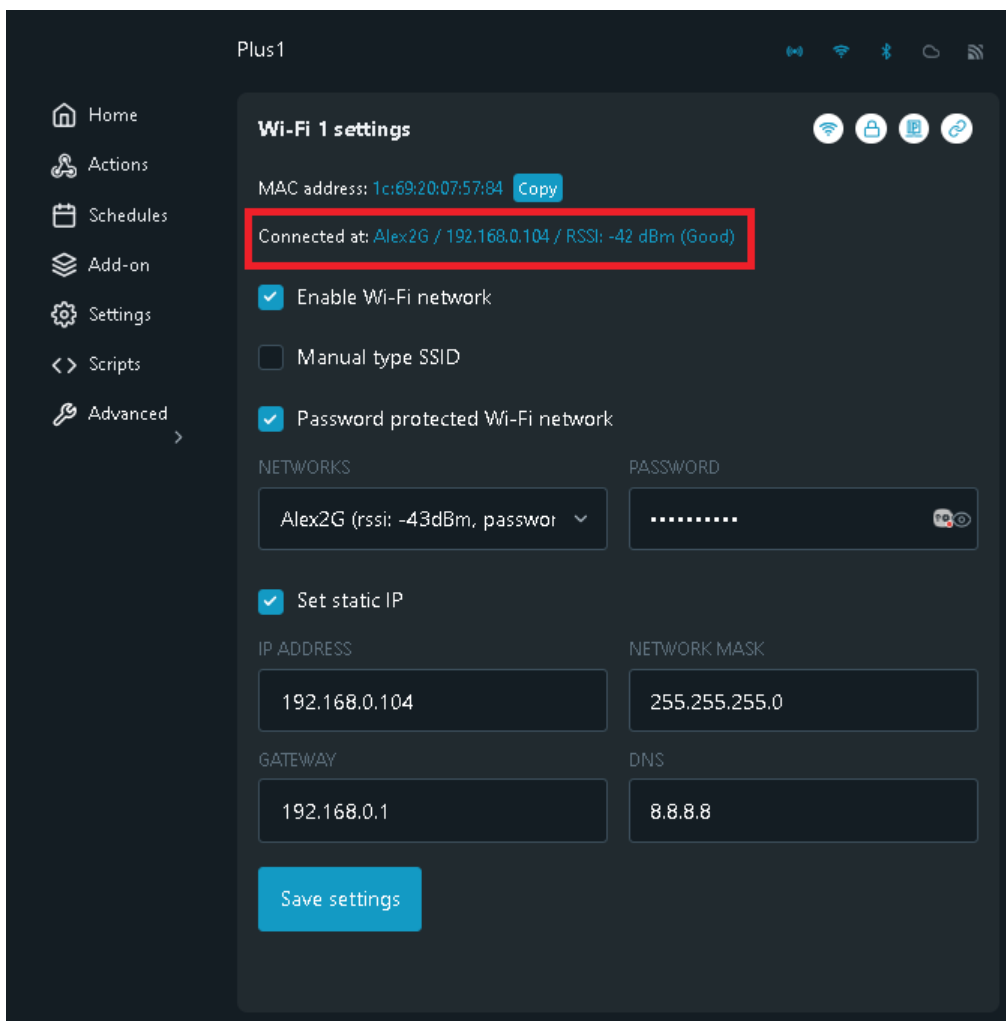 Plus1
Home
Actions
Schedules
Add-on
Settings
Scripts
Advanced
Wi-Fi 1 settings
MAC address: 1c:69:20:07:57:84 Copy
Connected at: Alex2G / 192.168.0.104 / RSSI: -42 dBm (Good)
Enable Wi-Fi network
Manual type SSID
Password protected Wi-Fi network
NETWORKS PASSWORD
Alex2G (rssi: -43dBm, passwor ••••••••••
Set static IP
IP ADDRESS NETWORK MASK
192.168.0.104 255.255.255.0
GATEWAY DNS
192.168.0.1 8.8.8.8
Save settings